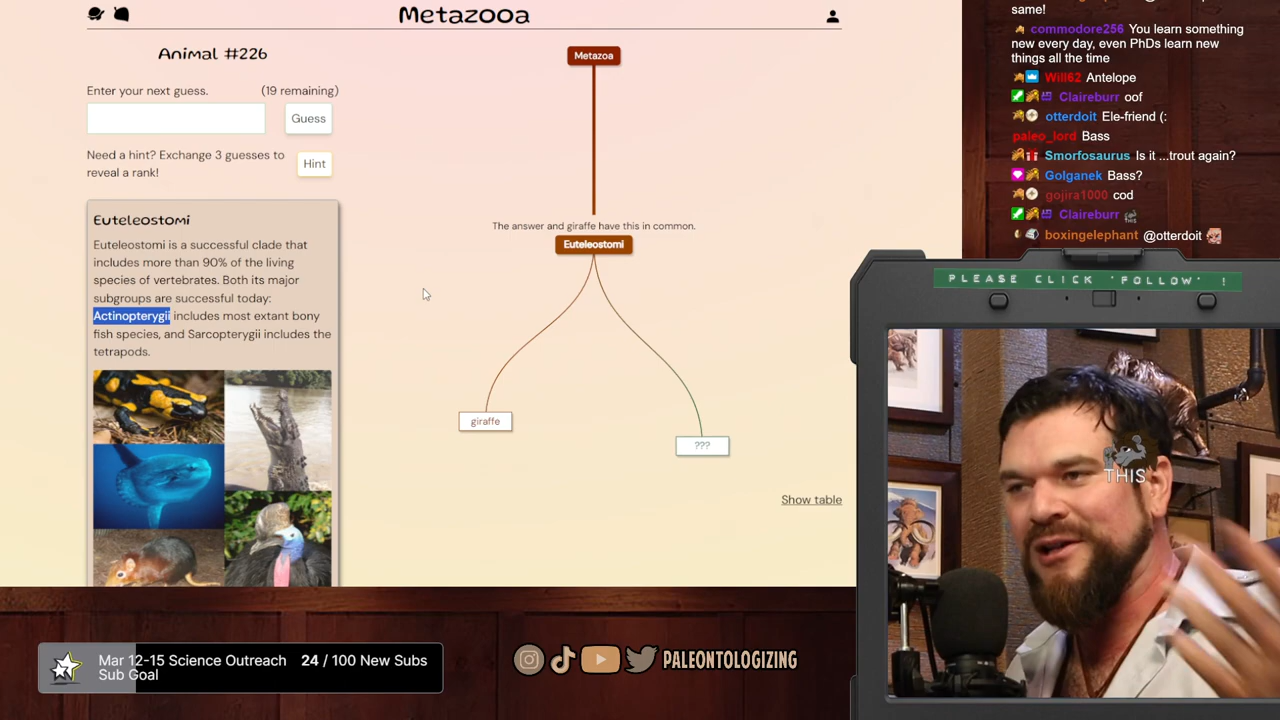 Metazooa
Animal #226
Enter your next guess.
(19 remaining)
Guess
Need a hint? Exchange 3 guesses to
reveal a rank!
Hint
Euteleostomi
Euteleostomi is a successful clade that
includes more than 90% of the living
species of vertebrates. Both its major
subgroups are successful today:
Actinopterygii includes most extant bony
fish species, and Sarcopterygii includes the
tetrapods.
Metazoa
The answer and giraffe have this in common.
Euteleostomi
giraffe
???
Show table
same!
commodore256 You learn something
new every day, even PhDs learn new
things all the time
Will62 Antelope
Claireburr oof
otterdoit Ele-friend (:
paleo_lord Bass
Smorfosaurus Is it ...trout again?
Golganek Bass?
gojira1000 cod
Claireburr THIS
boxingelephant @otterdoit
PLEASE CLICK 'FOLLOW' !
THIS
Mar 12-15 Science Outreach
Sub Goal
24 / 100 New Subs
PALEONTOLOGIZING